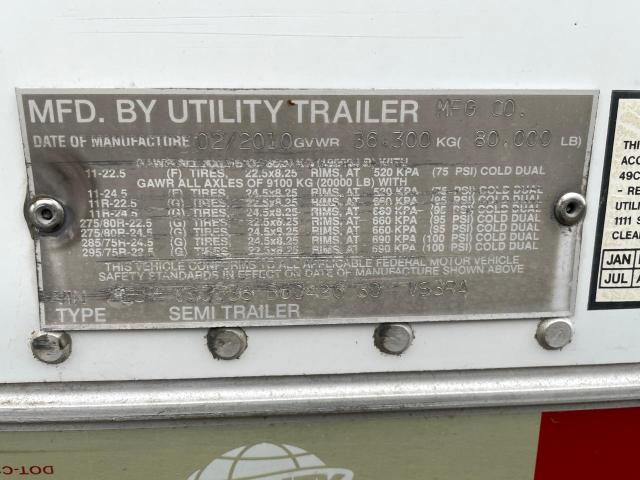 MFD. BY UTILITY TRAILER MFG CO.
DATE OF MANUFACTURE 02/2010 GVWR 36.300 KG( 80.000 LB)
11-22.5 (F) TIRES, 22.5x8.25 RIMS, AT 520 KPA (75 PSI) COLD DUAL
GAWR ALL AXLES OF 9100 KG (20000 LB) WITH
11-24.5 (F) TIRES, 24.5x8.25 RIMS, AT KPA PSI) COLD DUAL
11R-22.5 TIRES, 22.5x8.25 RIMS, AT 660 KPA (95 PSI) COLD DUAL
11R-24.5 TIRES, 24.5x8.25 RIMS, AT 660 KPA (95 PSI) COLD DUAL
275/80R-22.5 TIRES, 22.5x8.25 RIMS, AT 660 KPA (95 PSI) COLD DUAL
275/80R-24.5 TIRES, 24.5x8.25 RIMS, AT 660 KPA (95 PSI) COLD DUAL
285/75R-24.5 TIRES, 24.5x8.25 RIMS, AT 690 KPA (100 PSI) COLD DUAL
295/75R-22.5 TIRES, 22.5x8.25 RIMS, AT 690 KPA (100 PSI) COLD DUAL
THIS VEHICLE CONFORMS TO ALL APPLICABLE FEDERAL MOTOR VEHICLE
SAFETY STANDARDS IN EFFECT ON DATE OF MANUFACTURE SHOWN ABOVE
VS3RA
TYPE SEMI TRAILER
THI
ACCO
49C
- RE
UTILI
1111 S
CLEAR
JAN
JUL A
DOT-C